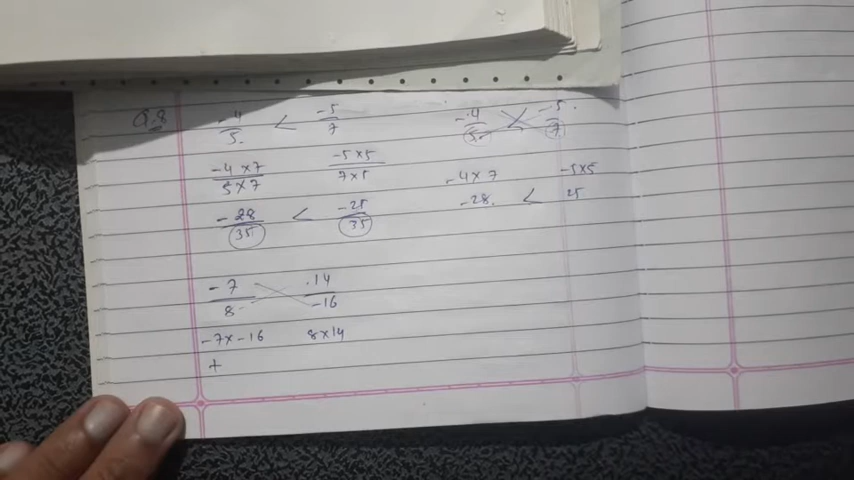 Q.8 -4/5. < -5/7 -4/5 < -5/7.
-4×7/5×7 -5×5/7×5 -4×7 -5×5
-28/35 < -25/35 -28. < 25
-7/8 14/-16
-7×-16 8×14
+